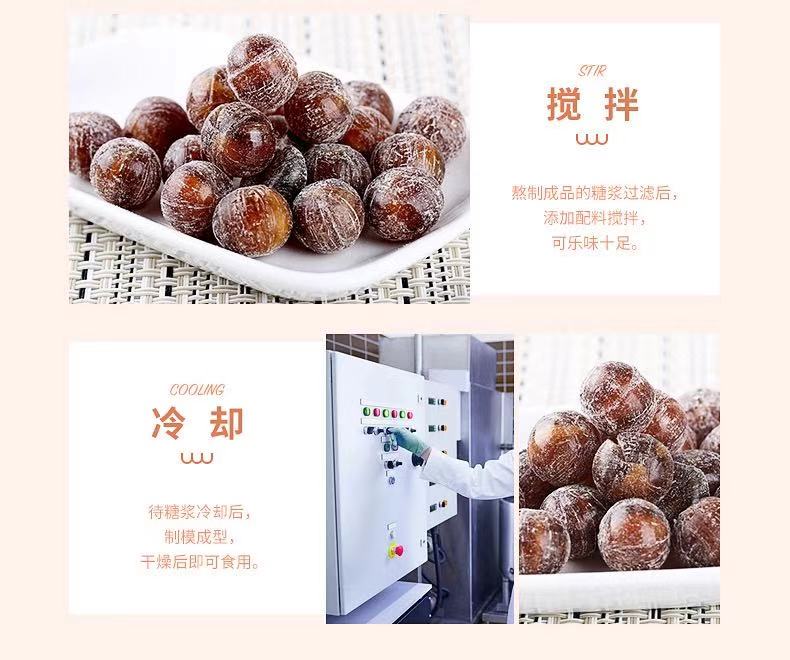 STIR
搅拌
熬制成品的糖浆过滤后，
添加配料搅拌，
可乐味十足。
COOLING
冷却
待糖浆冷却后，
制模成型，
干燥后即可食用。